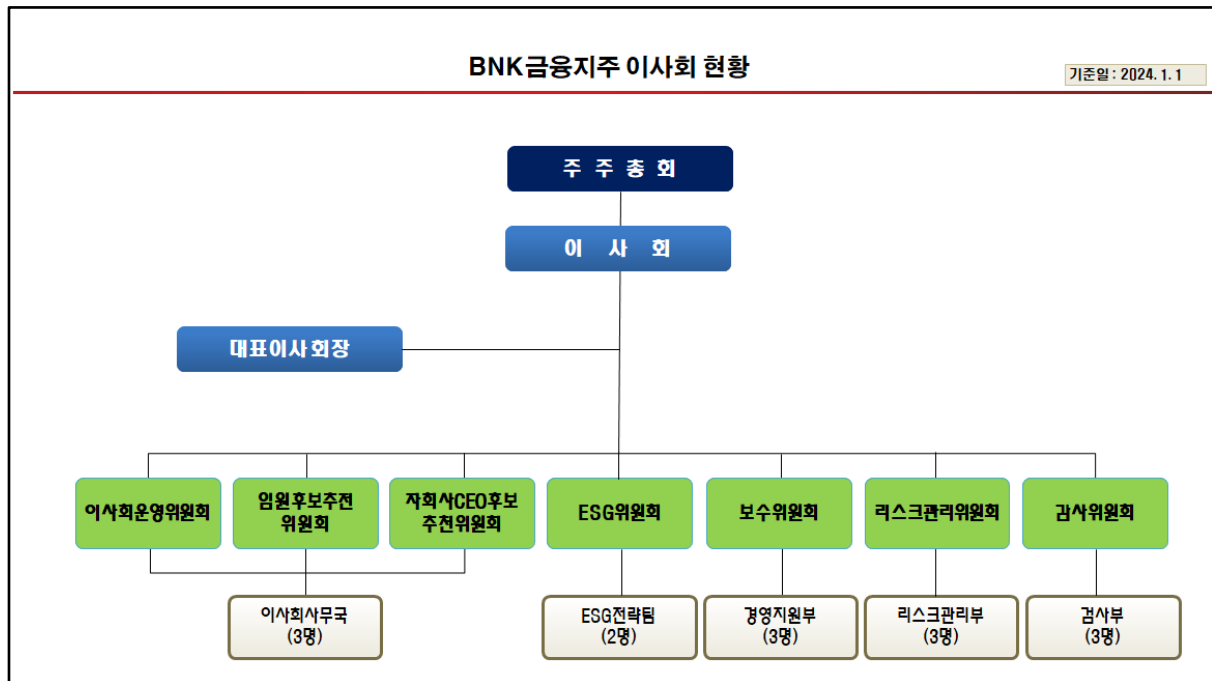 BNK금융지주 이사회 현황
기준일 : 2024. 1. 1
주 주 총 회
이 사 회
대표이사 회장
이사회운영위원회
임원후보추천
위원회
자회사CEO후보
추천위원회
ESG위원회
보수위원회
리스크관리위원회
감사위원회
이사회사무국
(3명)
ESG전략팀
(2명)
경영지원부
(3명)
리스크관리부
(3명)
검사부
(3명)